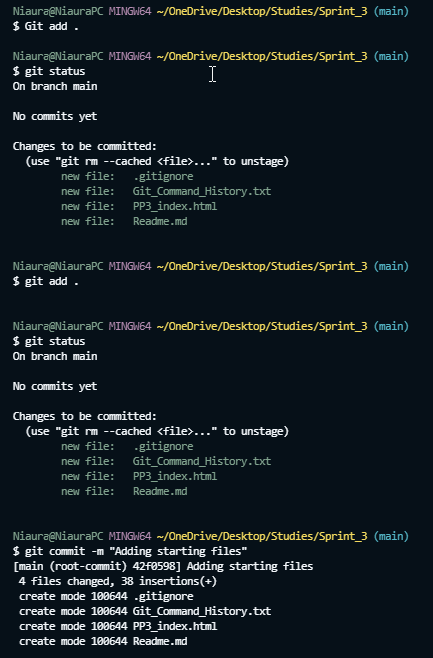 Niaura@NiauraPC MINGW64 ~/OneDrive/Desktop/Studies/Sprint_3 (main)
$ Git add .
Niaura@NiauraPC MINGW64 ~/OneDrive/Desktop/Studies/Sprint_3 (main)
$ git status
On branch main
No commits yet
Changes to be committed:
  (use "git rm --cached <file>..." to unstage)
        new file:   .gitignore
        new file:   Git_Command_History.txt
        new file:   PP3_index.html
        new file:   Readme.md
Niaura@NiauraPC MINGW64 ~/OneDrive/Desktop/Studies/Sprint_3 (main)
$ git add .
Niaura@NiauraPC MINGW64 ~/OneDrive/Desktop/Studies/Sprint_3 (main)
$ git status
On branch main
No commits yet
Changes to be committed:
  (use "git rm --cached <file>..." to unstage)
        new file:   .gitignore
        new file:   Git_Command_History.txt
        new file:   PP3_index.html
        new file:   Readme.md
Niaura@NiauraPC MINGW64 ~/OneDrive/Desktop/Studies/Sprint_3 (main)
$ git commit -m "Adding starting files"
[main (root-commit) 42f0598] Adding starting files
 4 files changed, 38 insertions(+)
 create mode 100644 .gitignore
 create mode 100644 Git_Command_History.txt
 create mode 100644 PP3_index.html
 create mode 100644 Readme.md